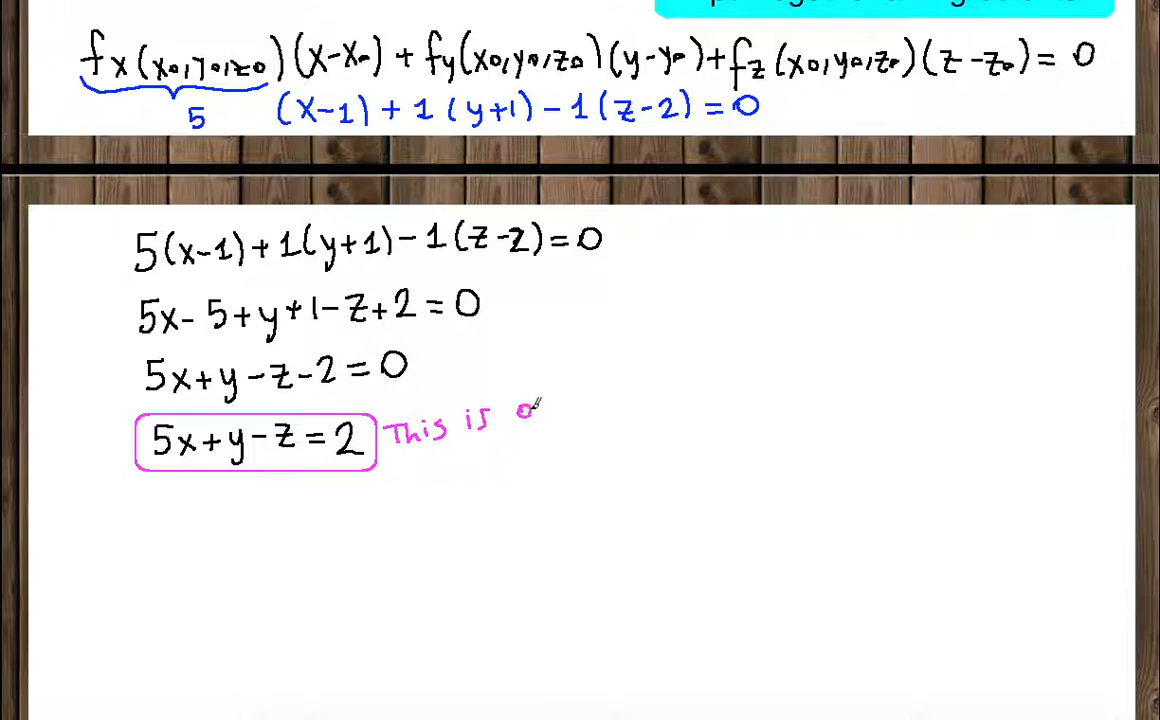 fx(x0,y0,z0)(x-x0) + fy(x0,y0,z0)(y-y0)+fz(x0,y0,z0)(z-z0) = 0
5 (x-1) + 1(y+1) - 1(z-2) = 0
5(x-1)+1(y+1)-1(z-2)=0
5x-5+y+1-z+2=0
5x+y-z-2=0
5x+y-z=2 This is